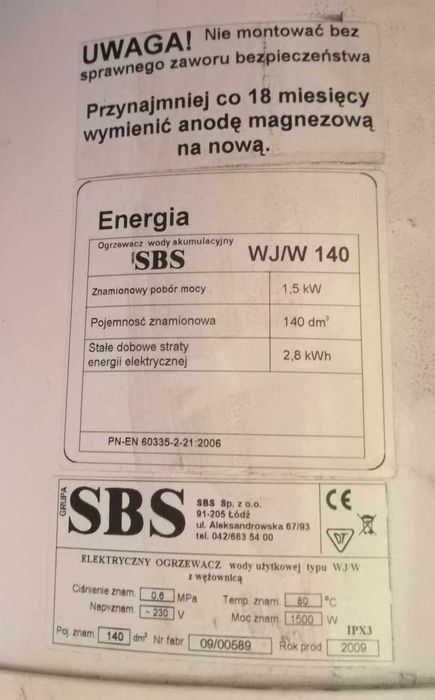 UWAGA! Nie montować bez
sprawnego zaworu bezpieczeństwa
Przynajmniej co 18 miesięcy
wymienić anodę magnezową
na nową.
Energia
Ogrzewacz wody akumulacyjny
SBS WJ/W 140
Znamionowy pobór mocy 1,5 kW
Pojemność znamionowa 140 dm³
Stałe dobowe straty
energii elektrycznej 2,8 kWh
PN-EN 60335-2-21:2006
GRUPA
SBS
SBS Sp. z o.o.
91-205 Łódź
ul. Aleksandrowska 67/93
tel. 042/663 54 00
CE
ELEKTRYCZNY OGRZEWACZ wody użytkowej typu WJ/W
z wężownicą
Ciśnienie znam. 0,6 MPa Temp. znam. 80 °C
Nap. znam. ~ 230 V Moc znam. 1500 W
IPX3
Poj. znam. 140 dm³ Nr fabr 09/00589 Rok prod. 2009